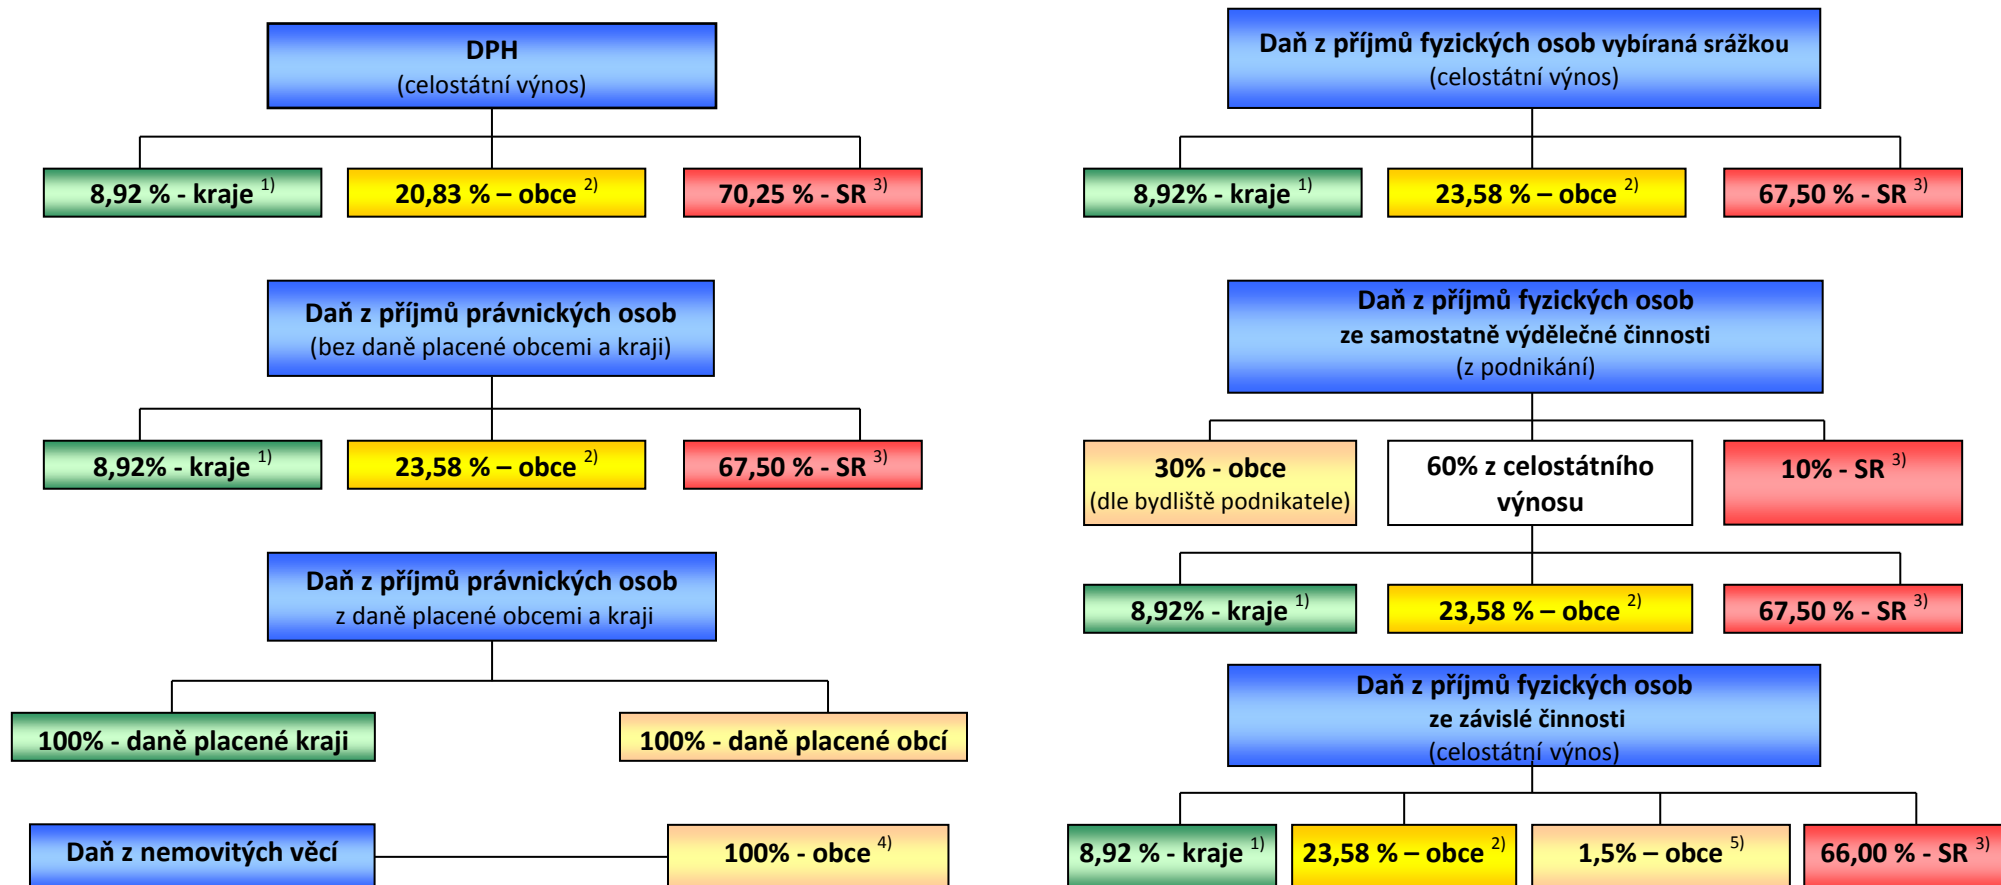 DPH
(celostátní výnos)
8,92 % - kraje 1)
20,83 % – obce 2)
70,25 % - SR 3)
Daň z příjmů právnických osob
(bez daně placené obcemi a kraji)
8,92% - kraje 1)
23,58 % – obce 2)
67,50 % - SR 3)
Daň z příjmů právnických osob
z daně placené obcemi a kraji
100% - daně placené kraji
100% - daně placené obcí
Daň z nemovitých věcí
100% - obce 4)
Daň z příjmů fyzických osob vybíraná srážkou
(celostátní výnos)
8,92% - kraje 1)
23,58 % – obce 2)
67,50 % - SR 3)
Daň z příjmů fyzických osob
ze samostatně výdělečné činnosti
(z podnikání)
30% - obce
(dle bydliště podnikatele)
60% z celostátního
výnosu
10% - SR 3)
8,92% - kraje 1)
23,58 % – obce 2)
67,50 % - SR 3)
Daň z příjmů fyzických osob
ze závislé činnosti
(celostátní výnos)
8,92 % - kraje 1)
23,58 % – obce 2)
1,5% – obce 5)
66,00 % - SR 3)